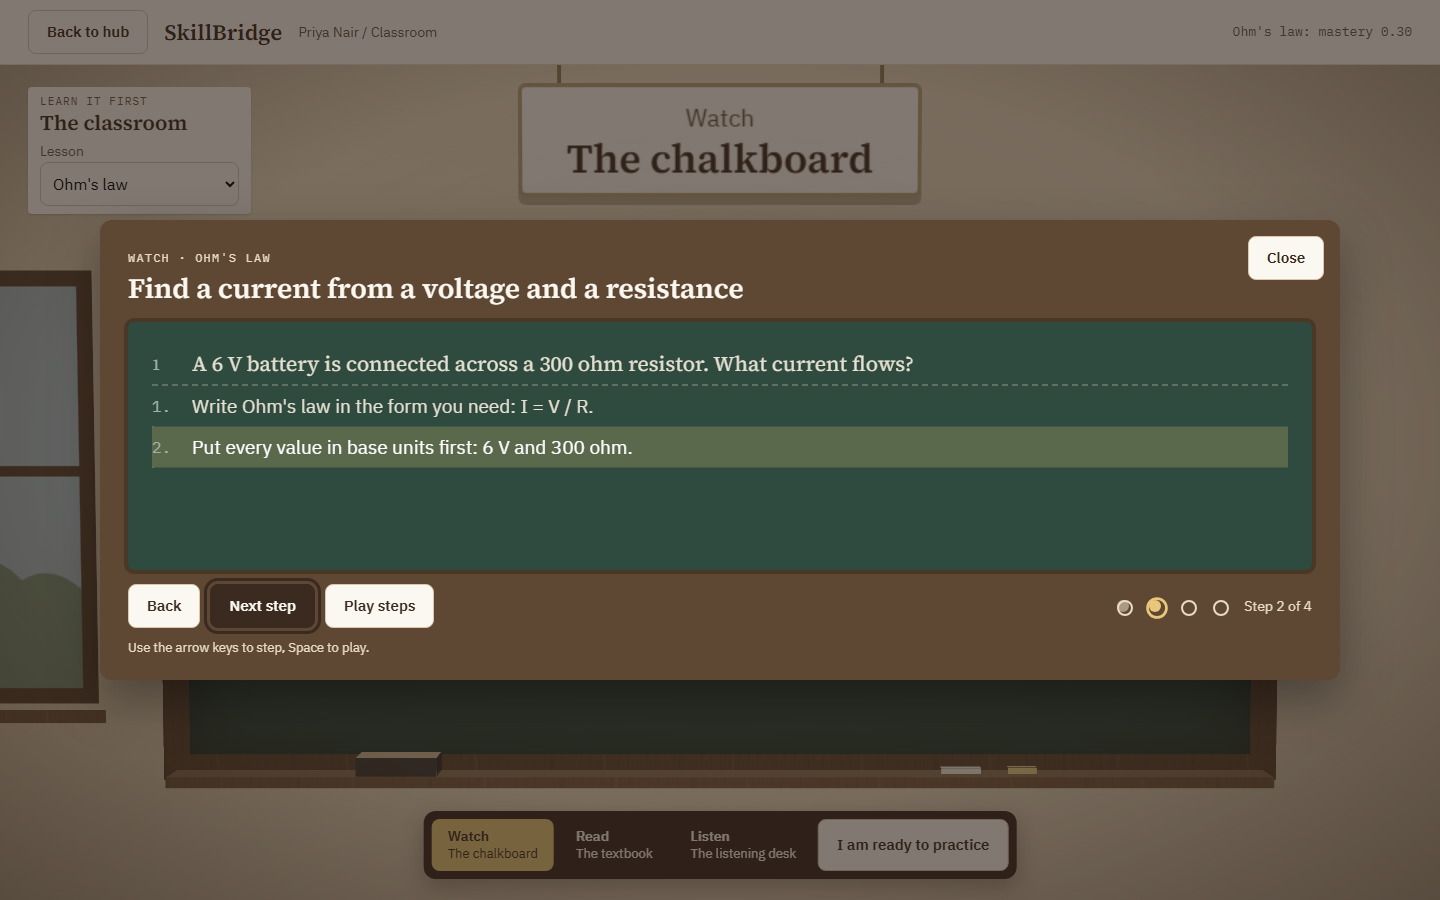 Back to hub
SkillBridge
Priya Nair / Classroom
Ohm's law: mastery 0.30
LEARN IT FIRST
The classroom
Lesson
Ohm's law
Watch
The chalkboard
WATCH · OHM'S LAW
Find a current from a voltage and a resistance
Close
1 A 6 V battery is connected across a 300 ohm resistor. What current flows?
1. Write Ohm's law in the form you need: I = V / R.
2. Put every value in base units first: 6 V and 300 ohm.
Back
Next step
Play steps
Step 2 of 4
Use the arrow keys to step, Space to play.
Watch
The chalkboard
Read
The textbook
Listen
The listening desk
I am ready to practice